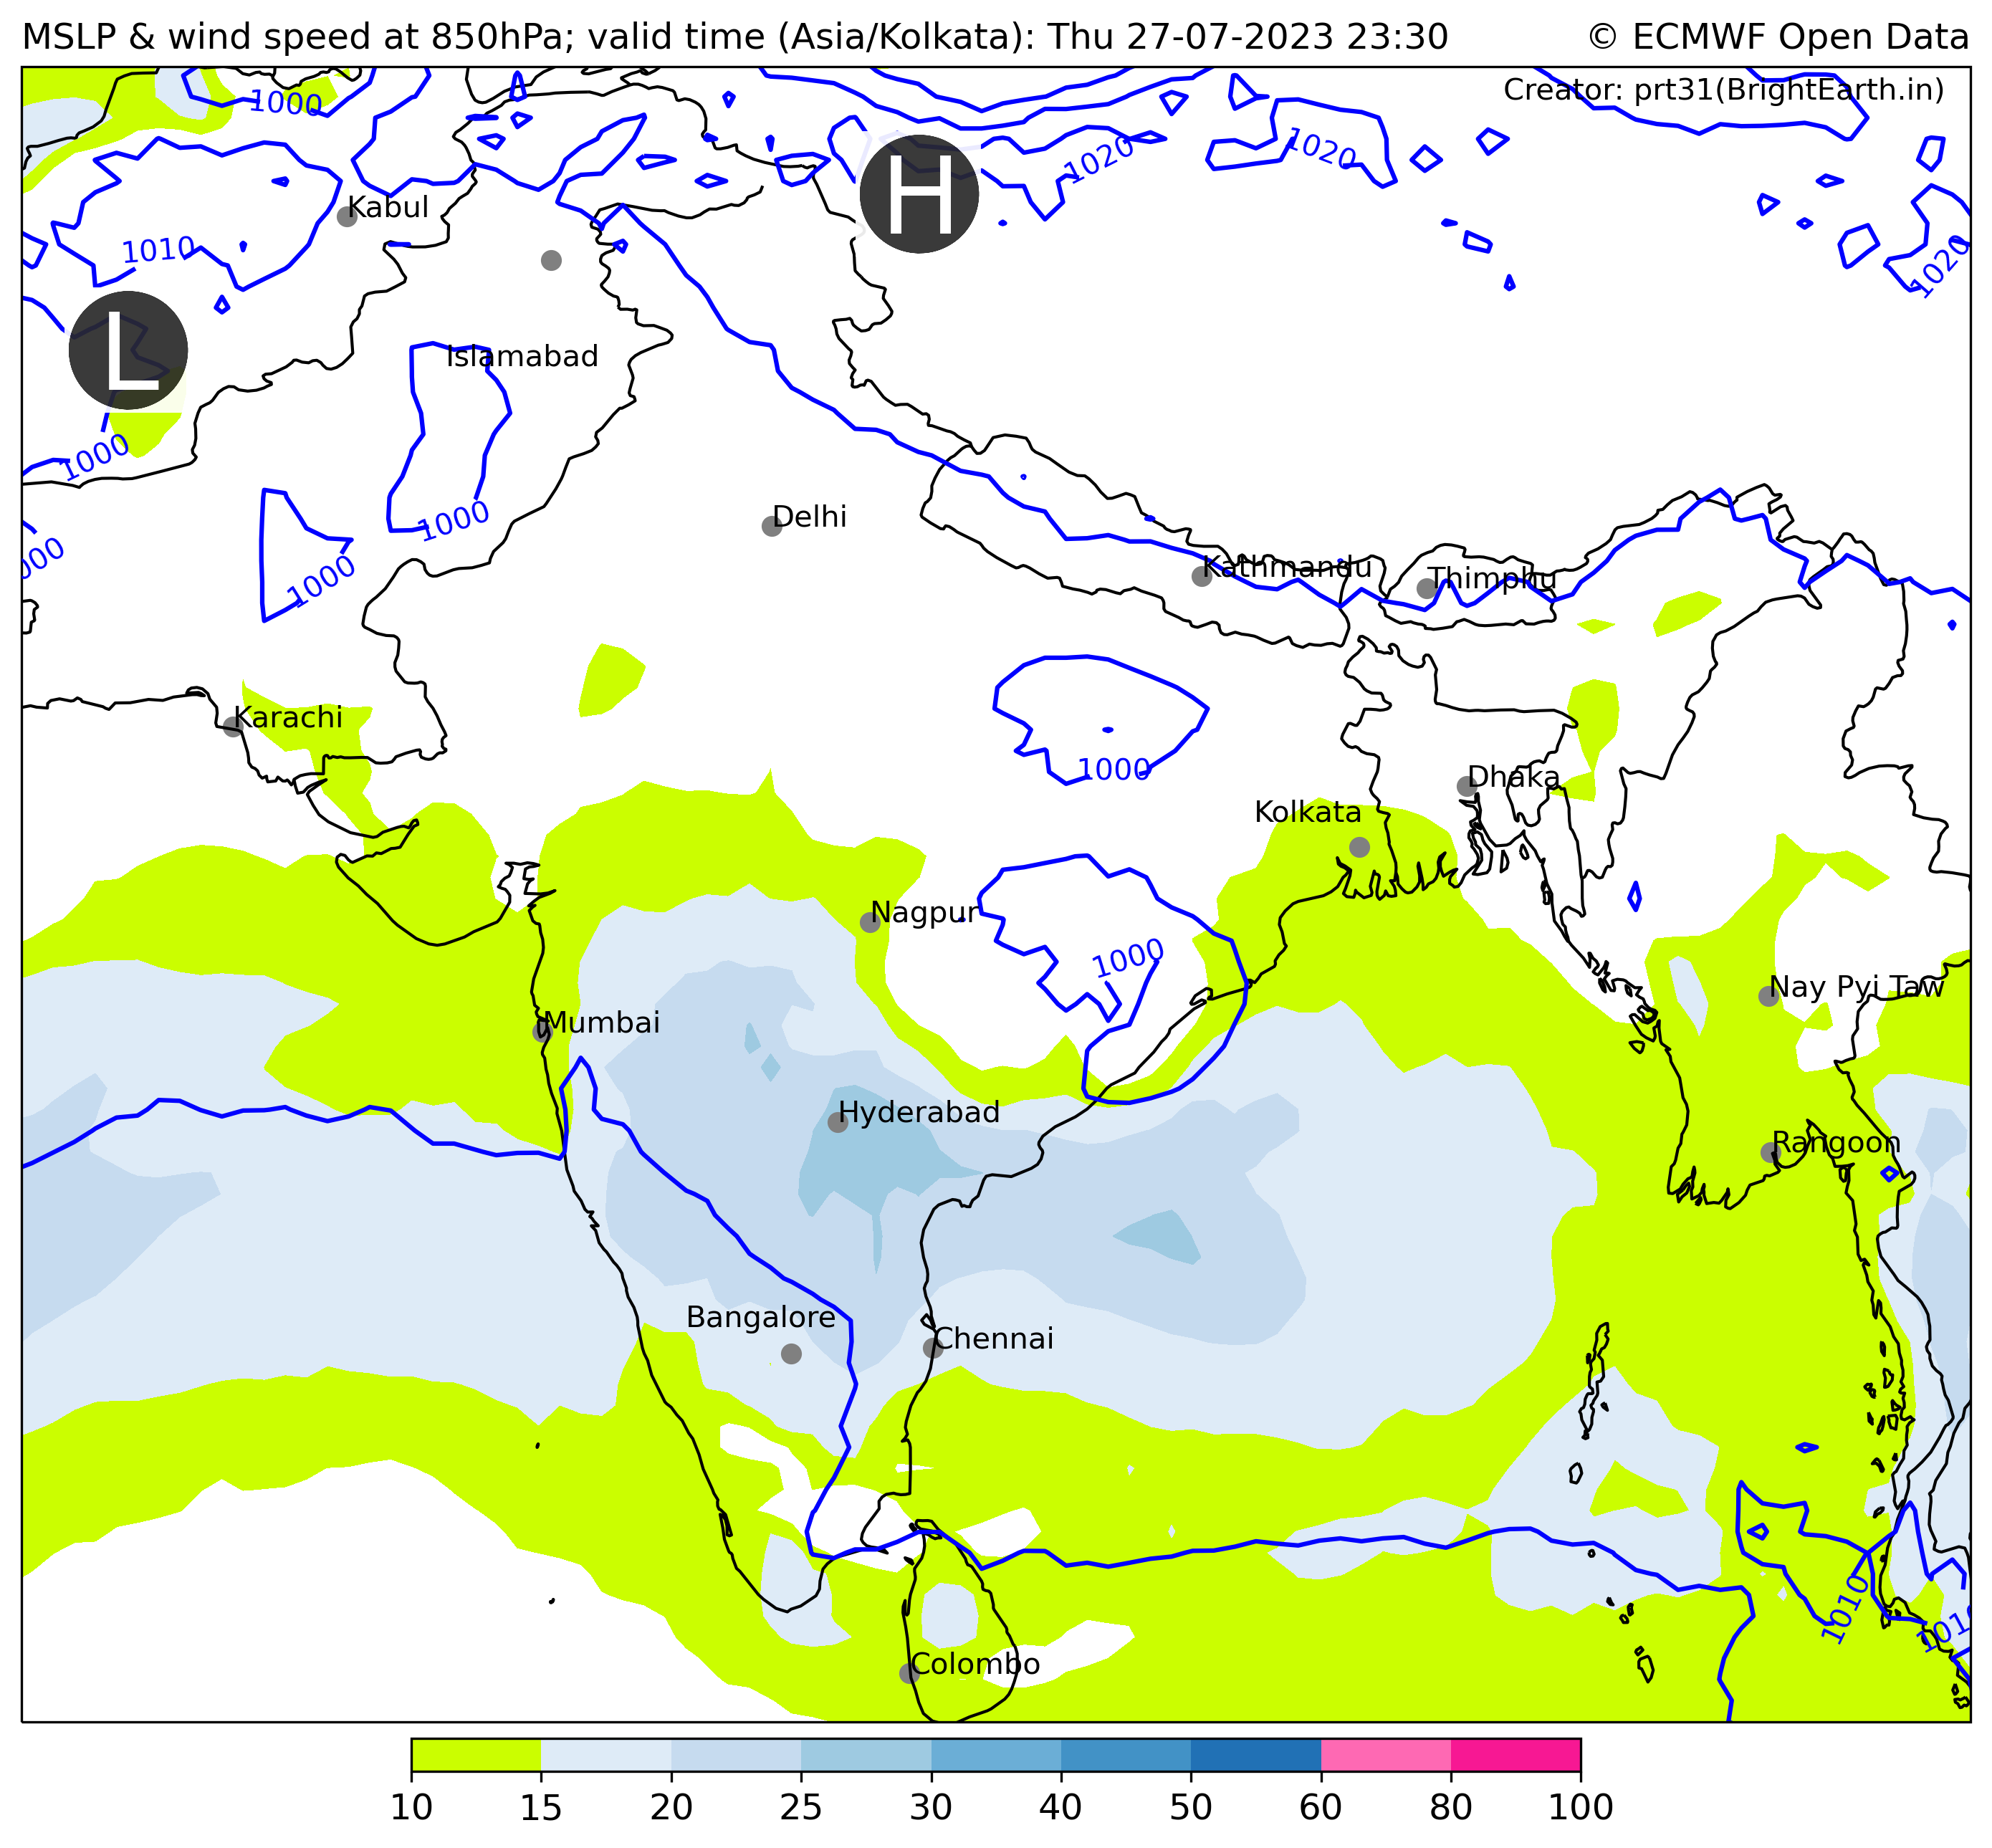 MSLP & wind speed at 850hPa; valid time (Asia/Kolkata): Thu 27-07-2023 23:30
© ECMWF Open Data
Creator: prt31(BrightEarth.in)
1000
1020
1020
H
Kabul
1010
1020
L
Islamabad
1000
1000
Delhi
000
1000
Kathmandu
Thimphu
Karachi
1000
Dhaka
Kolkata
Nagpur
1000
Nay Pyi Taw
Mumbai
Hyderabad
Rangoon
Bangalore
Chennai
1010
1010
Colombo
10 15 20 25 30 40 50 60 80 100